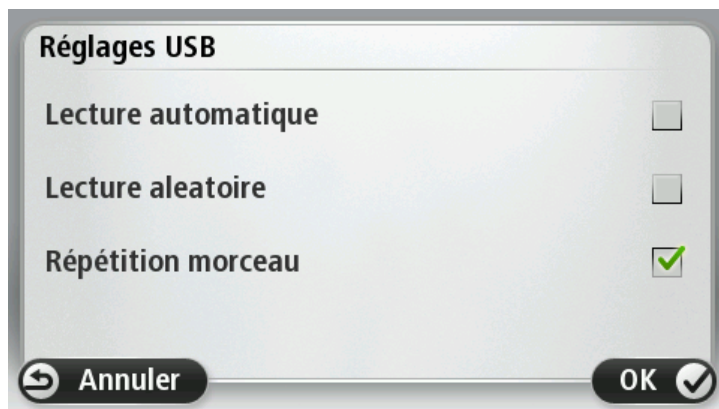 Réglages USB
Lecture automatique
Lecture aleatoire
Répétition morceau
Annuler
OK